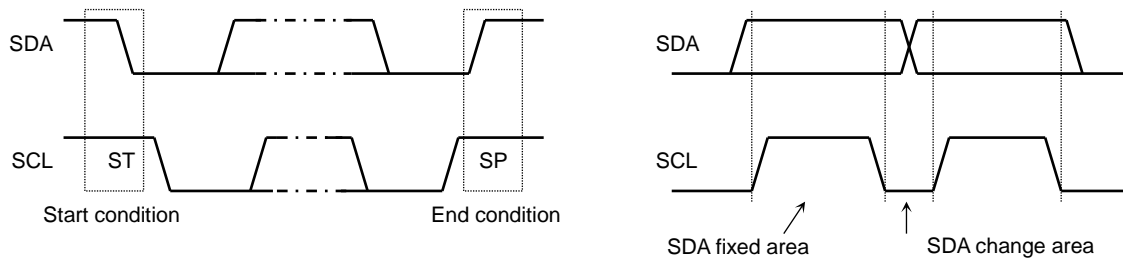 SDA
SCL
ST
SP
Start condition
End condition
SDA
SCL
SDA fixed area
SDA change area